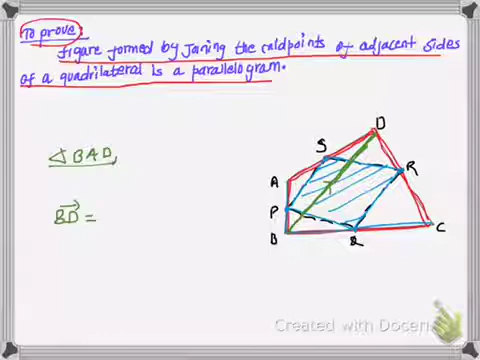 To prove:
figure formed by joining the midpoints of adjacent sides
of a quadrilateral is a parallelogram.
∆BAD,
BD⃗ =
D
S
R
A
P
B
Q
C
Created with Doceri